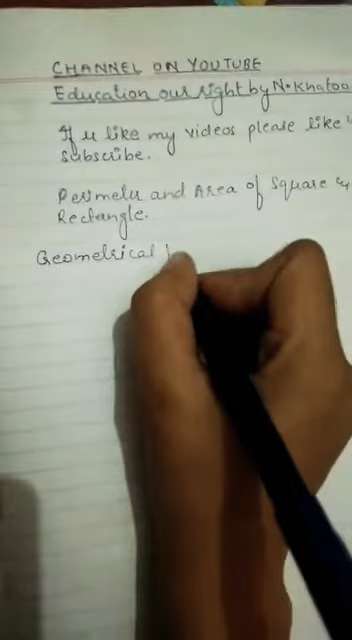 CHANNEL ON YOUTUBE
Education our right by N. Khatoo
If u like my videos please like
subscribe.
Perimeter and Area of Square &
Rectangle.
Geometrical